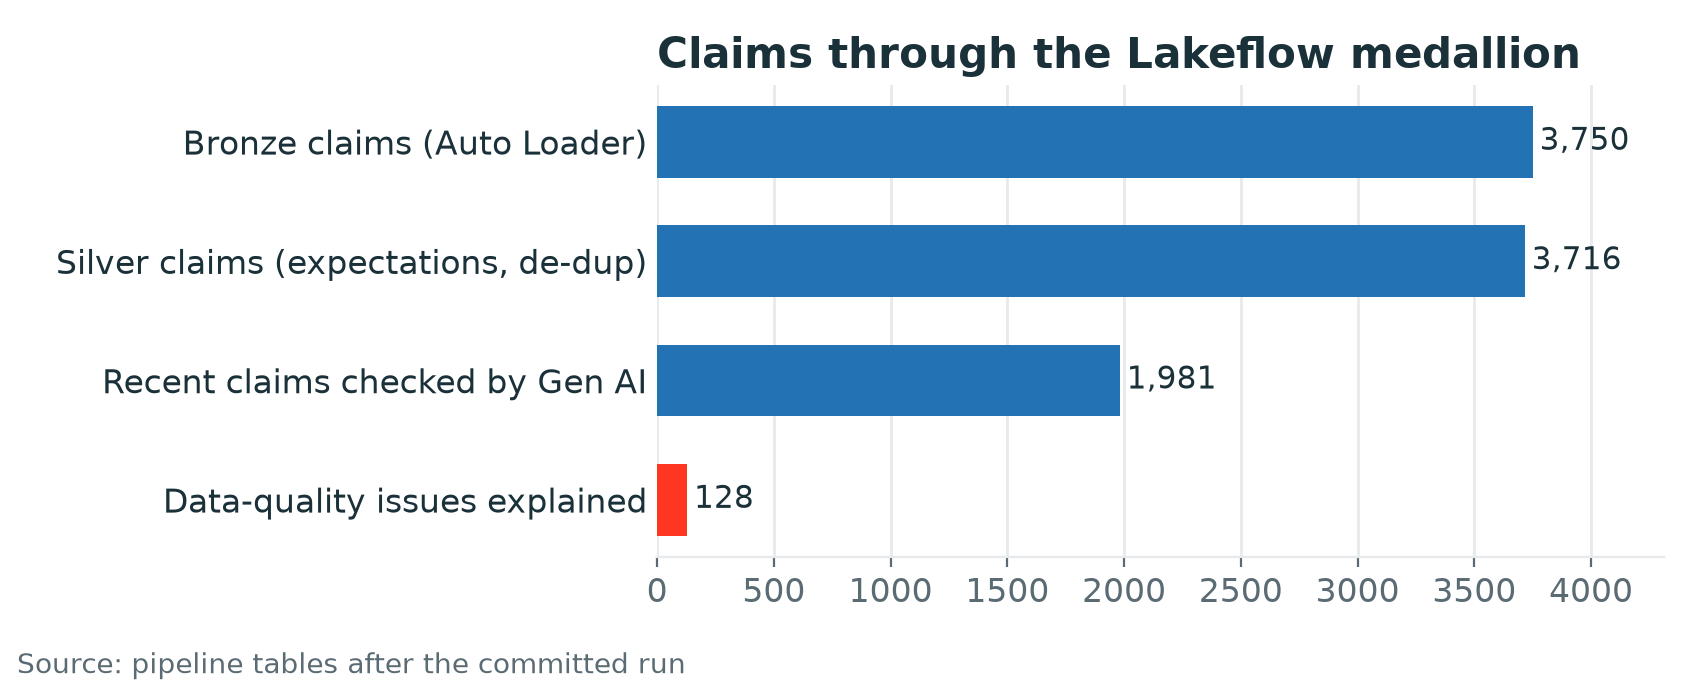 Claims through the Lakeflow medallion
Bronze claims (Auto Loader)
3,750
Silver claims (expectations, de-dup)
3,716
Recent claims checked by Gen AI
1,981
Data-quality issues explained
128
0 500 1000 1500 2000 2500 3000 3500 4000
Source: pipeline tables after the committed run